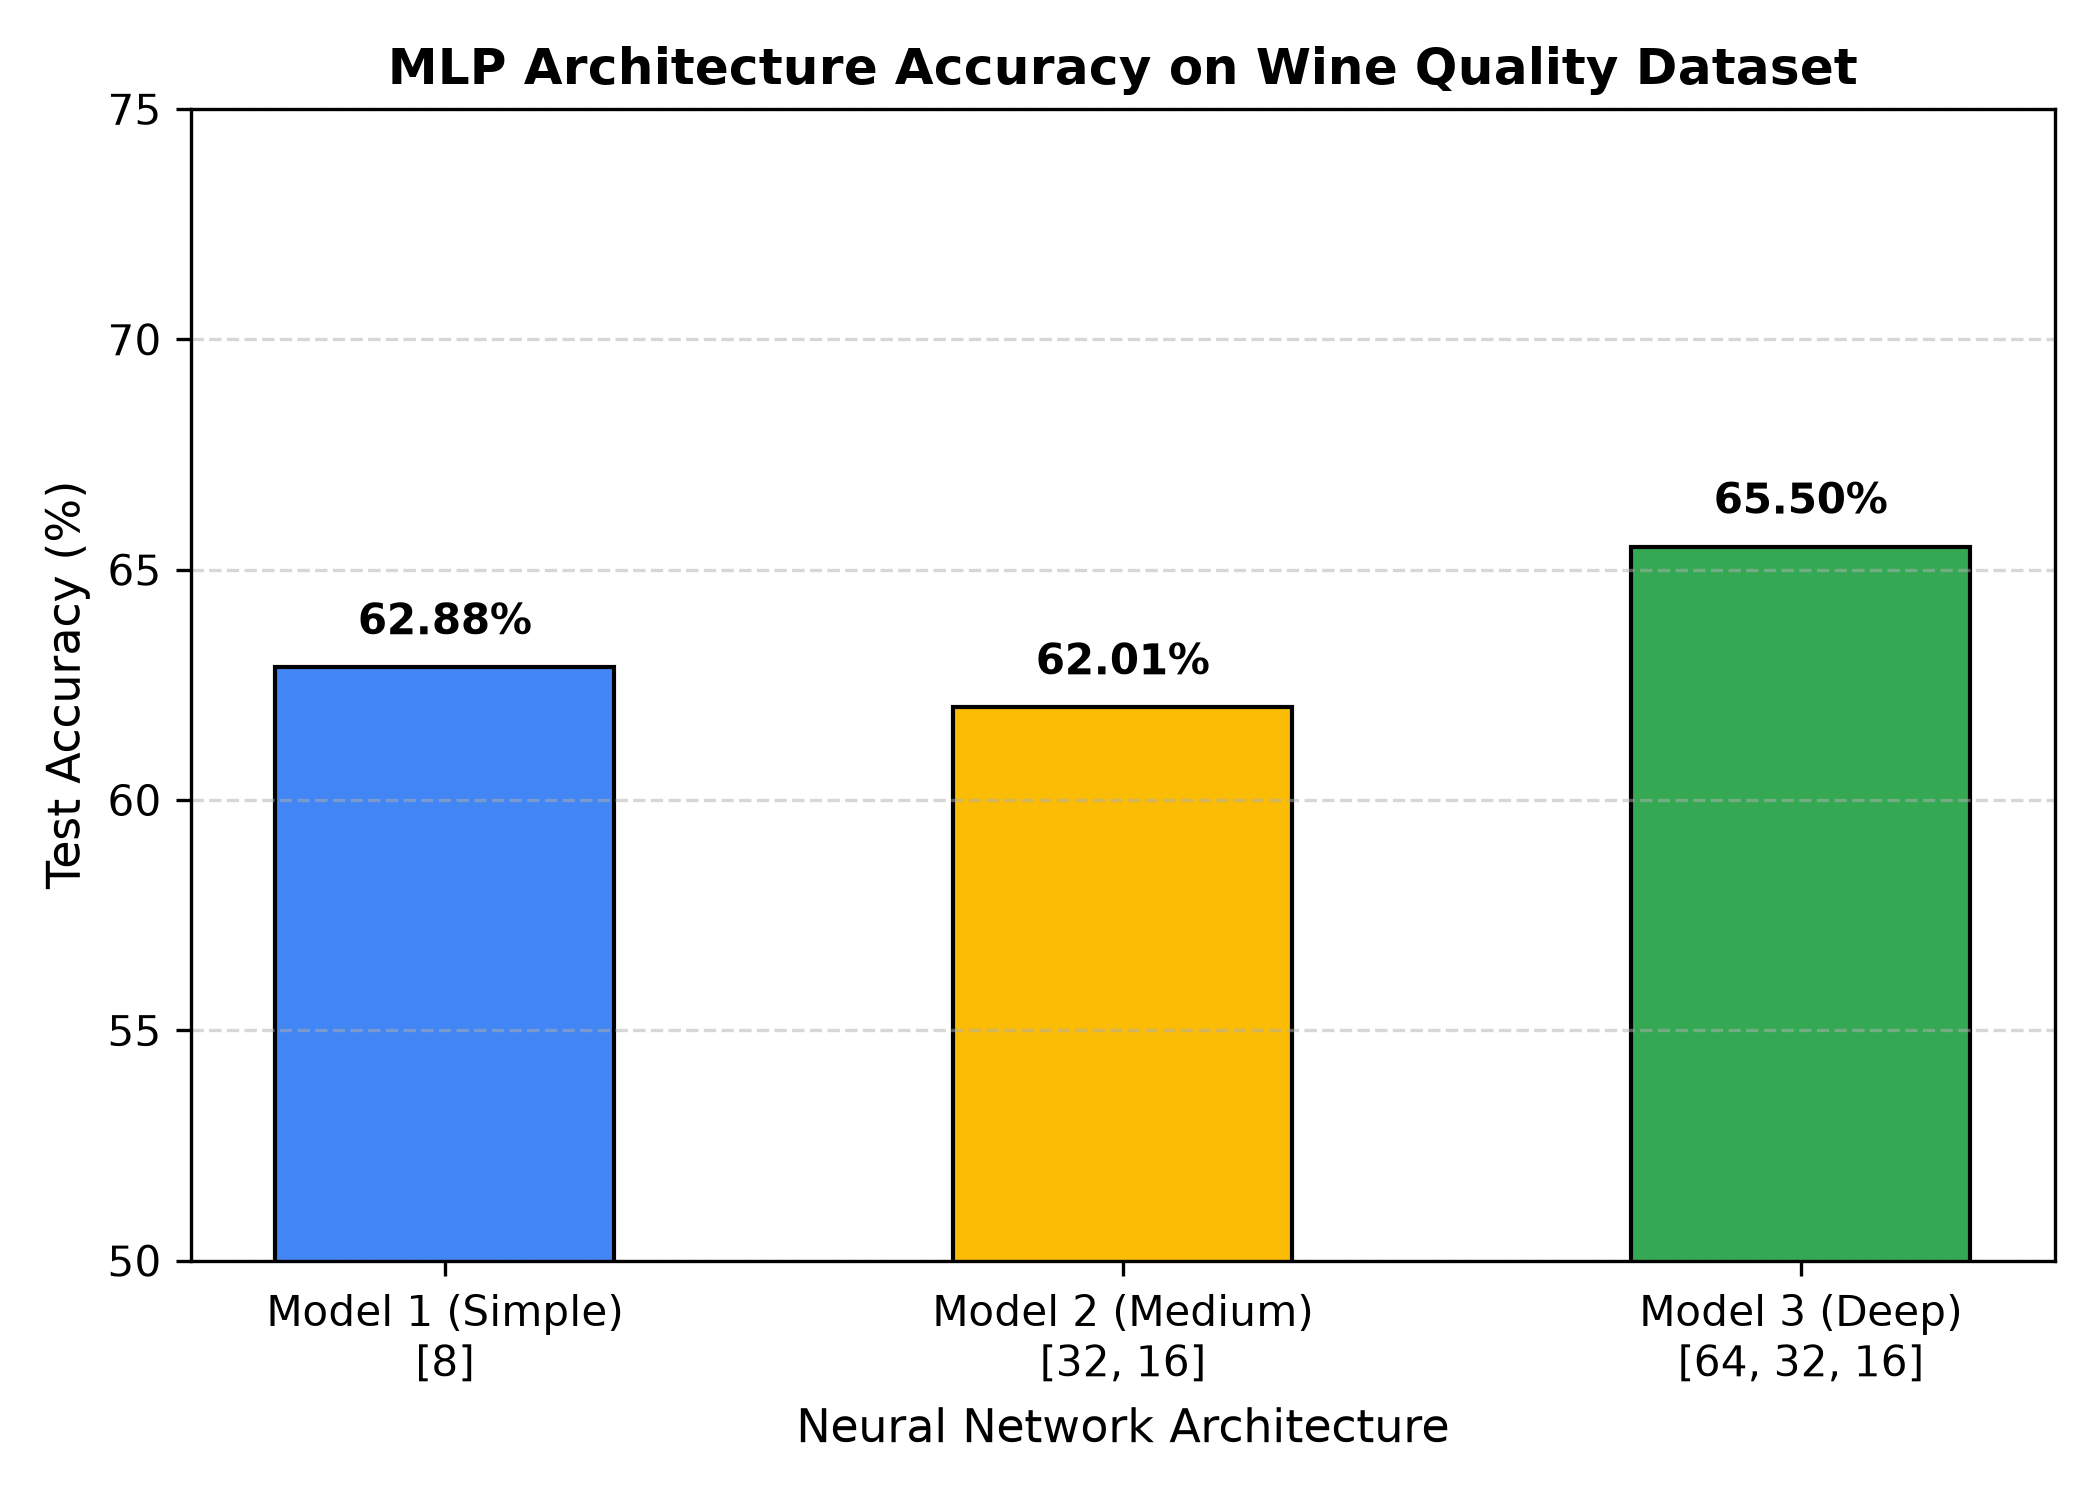 MLP Architecture Accuracy on Wine Quality Dataset
75
70
65
60
55
50
Test Accuracy (%)
62.88%
62.01%
65.50%
Model 1 (Simple)
[8]
Model 2 (Medium)
[32, 16]
Model 3 (Deep)
[64, 32, 16]
Neural Network Architecture